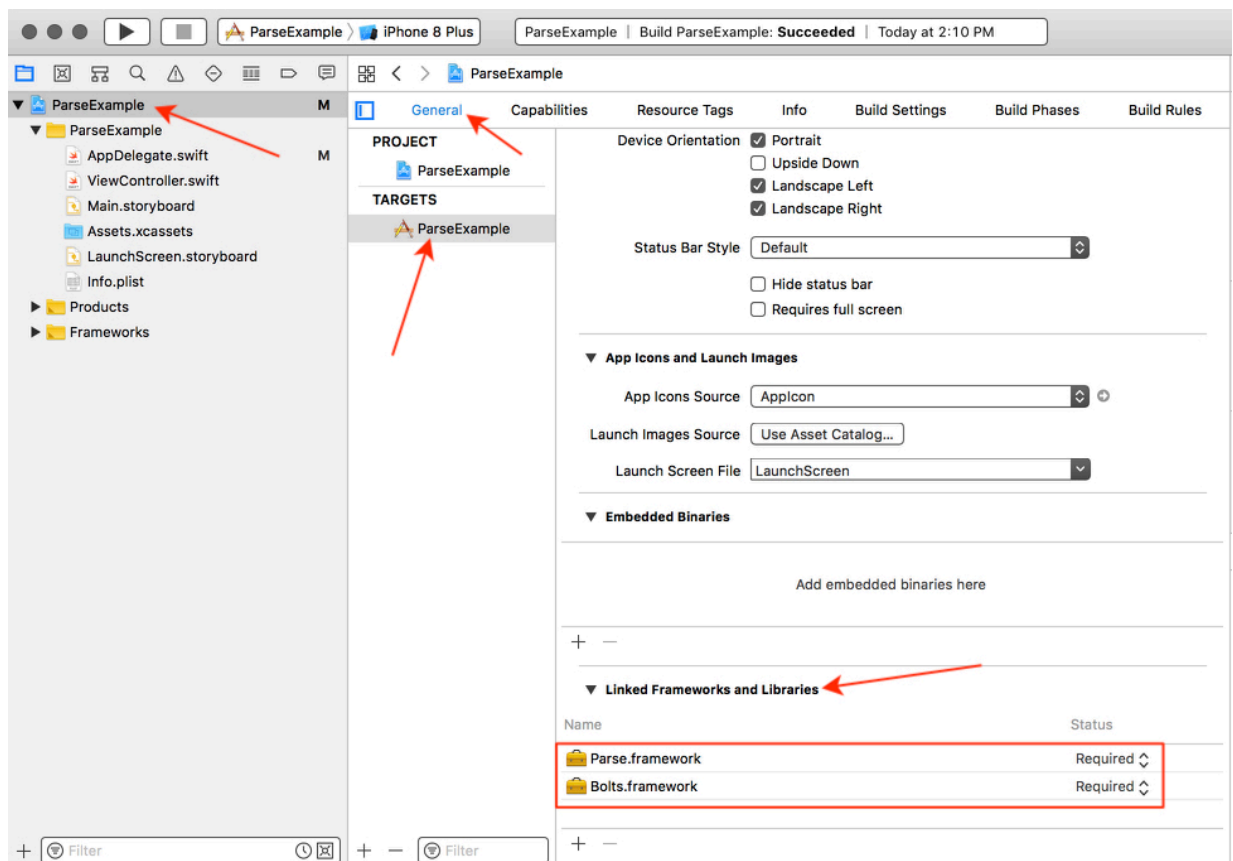 ParseExample
iPhone 8 Plus
ParseExample | Build ParseExample: Succeeded | Today at 2:10 PM
ParseExample
ParseExample M
ParseExample
AppDelegate.swift M
ViewController.swift
Main.storyboard
Assets.xcassets
LaunchScreen.storyboard
Info.plist
Products
Frameworks
Filter
General Capabilities Resource Tags Info Build Settings Build Phases Build Rules
PROJECT
ParseExample
TARGETS
ParseExample
Filter
Device Orientation Portrait
Upside Down
Landscape Left
Landscape Right
Status Bar Style Default
Hide status bar
Requires full screen
App Icons and Launch Images
App Icons Source AppIcon
Launch Images Source Use Asset Catalog...
Launch Screen File LaunchScreen
Embedded Binaries
Add embedded binaries here
Linked Frameworks and Libraries
Name Status
Parse.framework Required
Bolts.framework Required